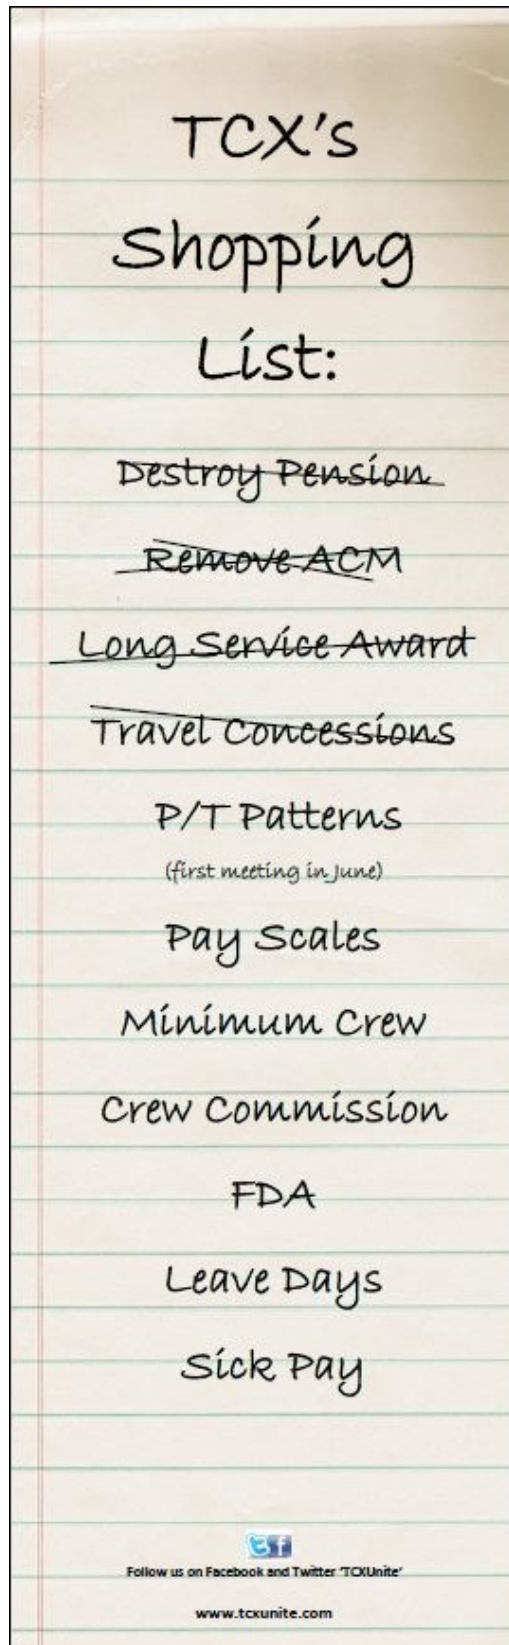 TCX's
Shopping
List:
Destroy Pension
Remove ACM
Long Service Award
Travel Concessions
P/T Patterns
(first meeting in June)
Pay Scales
Minimum Crew
Crew Commission
FDA
Leave Days
Sick Pay
Follow us on Facebook and Twitter 'TCXUnite'
www.tcxunite.com